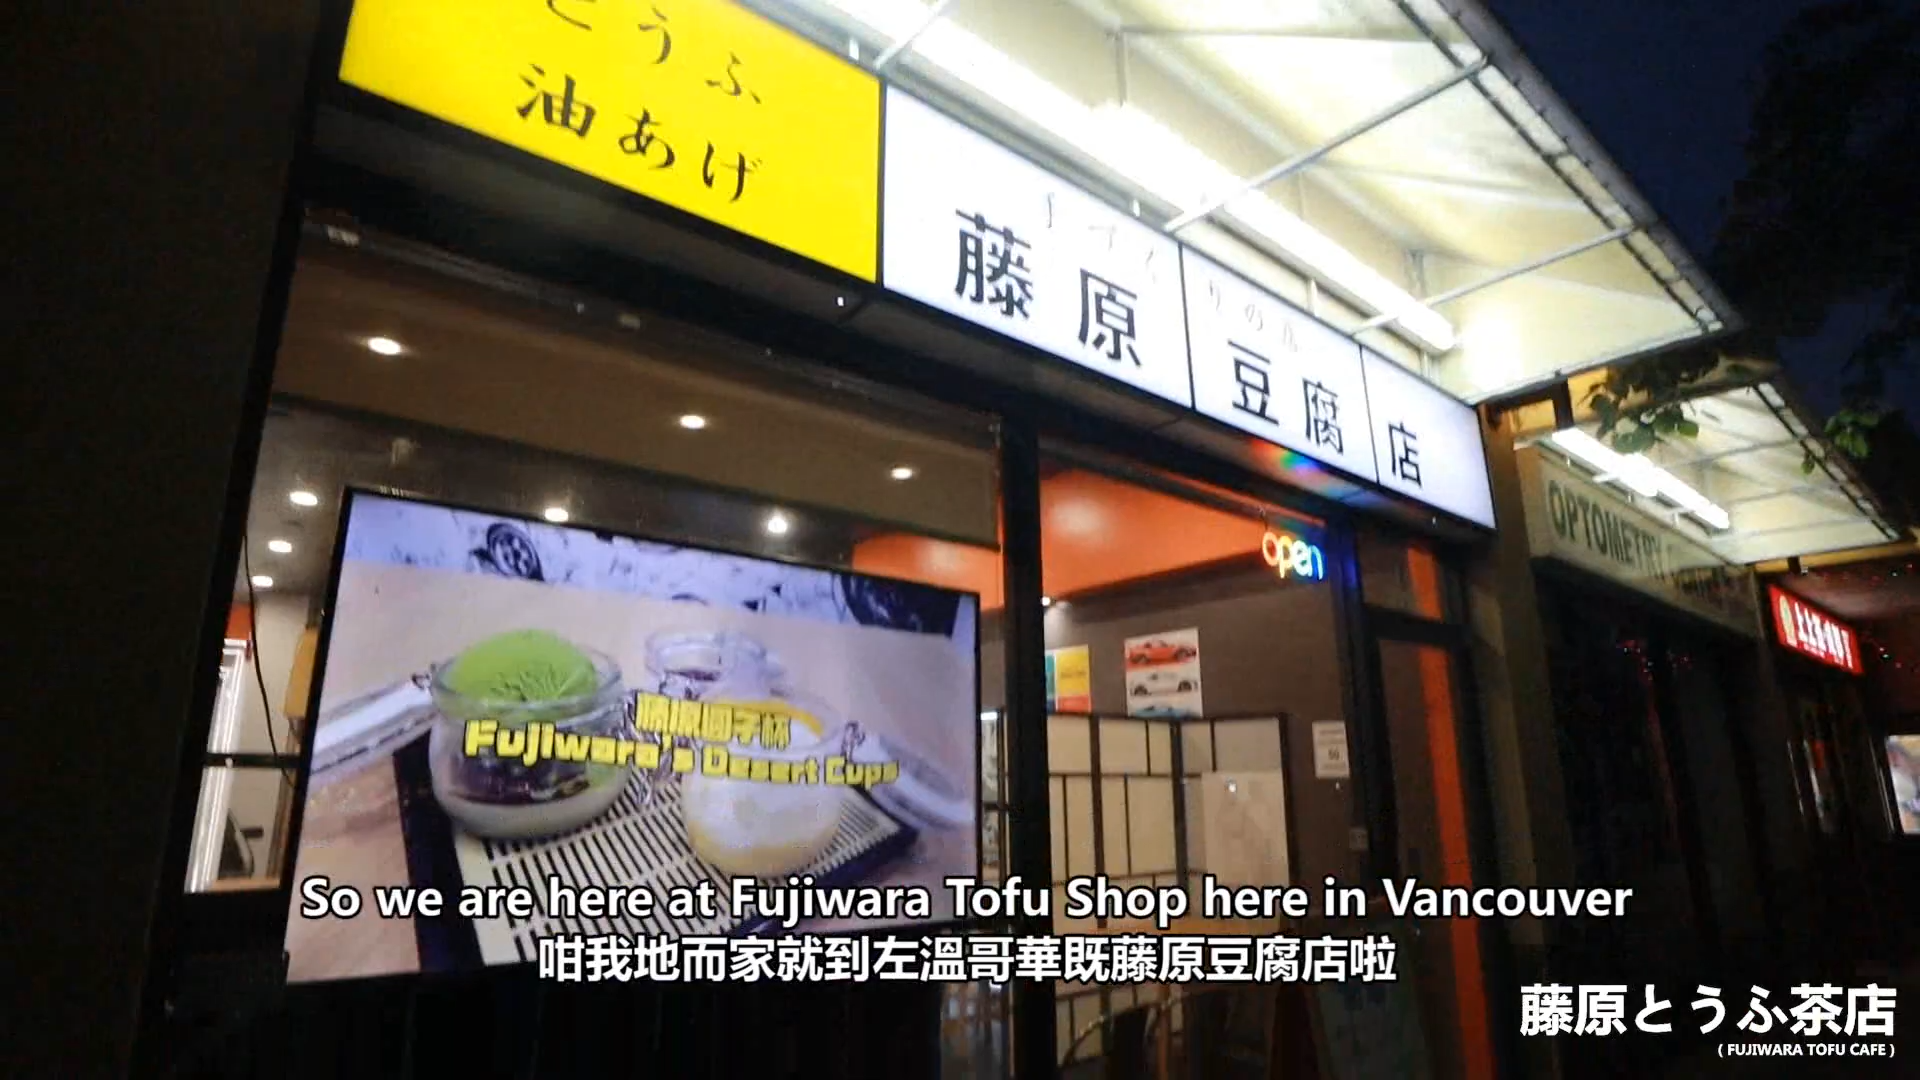 とうふ
油あげ
藤原豆腐店
open
OPTOMETRY
Fujiwara's Dessert Cups
So we are here at Fujiwara Tofu Shop here in Vancouver
咁我地而家就到左溫哥華既藤原豆腐店啦
藤原とうふ茶店
( FUJIWARA TOFU CAFE )